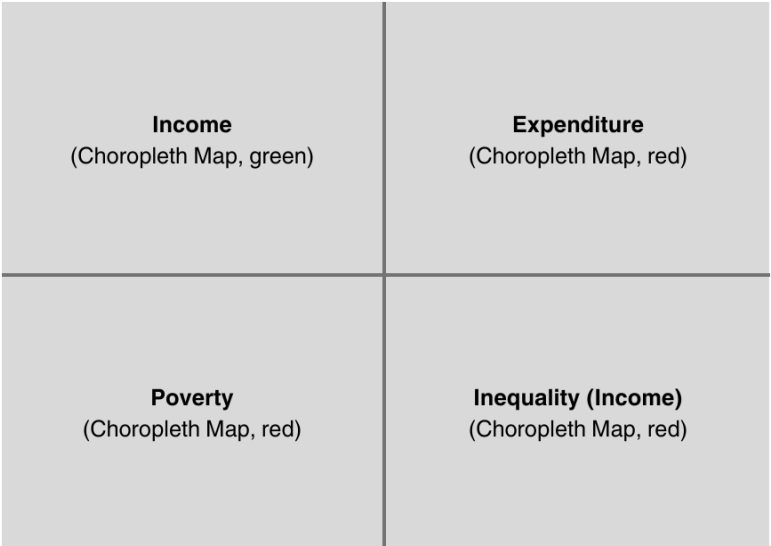 Income
(Choropleth Map, green)
Expenditure
(Choropleth Map, red)
Poverty
(Choropleth Map, red)
Inequality (Income)
(Choropleth Map, red)